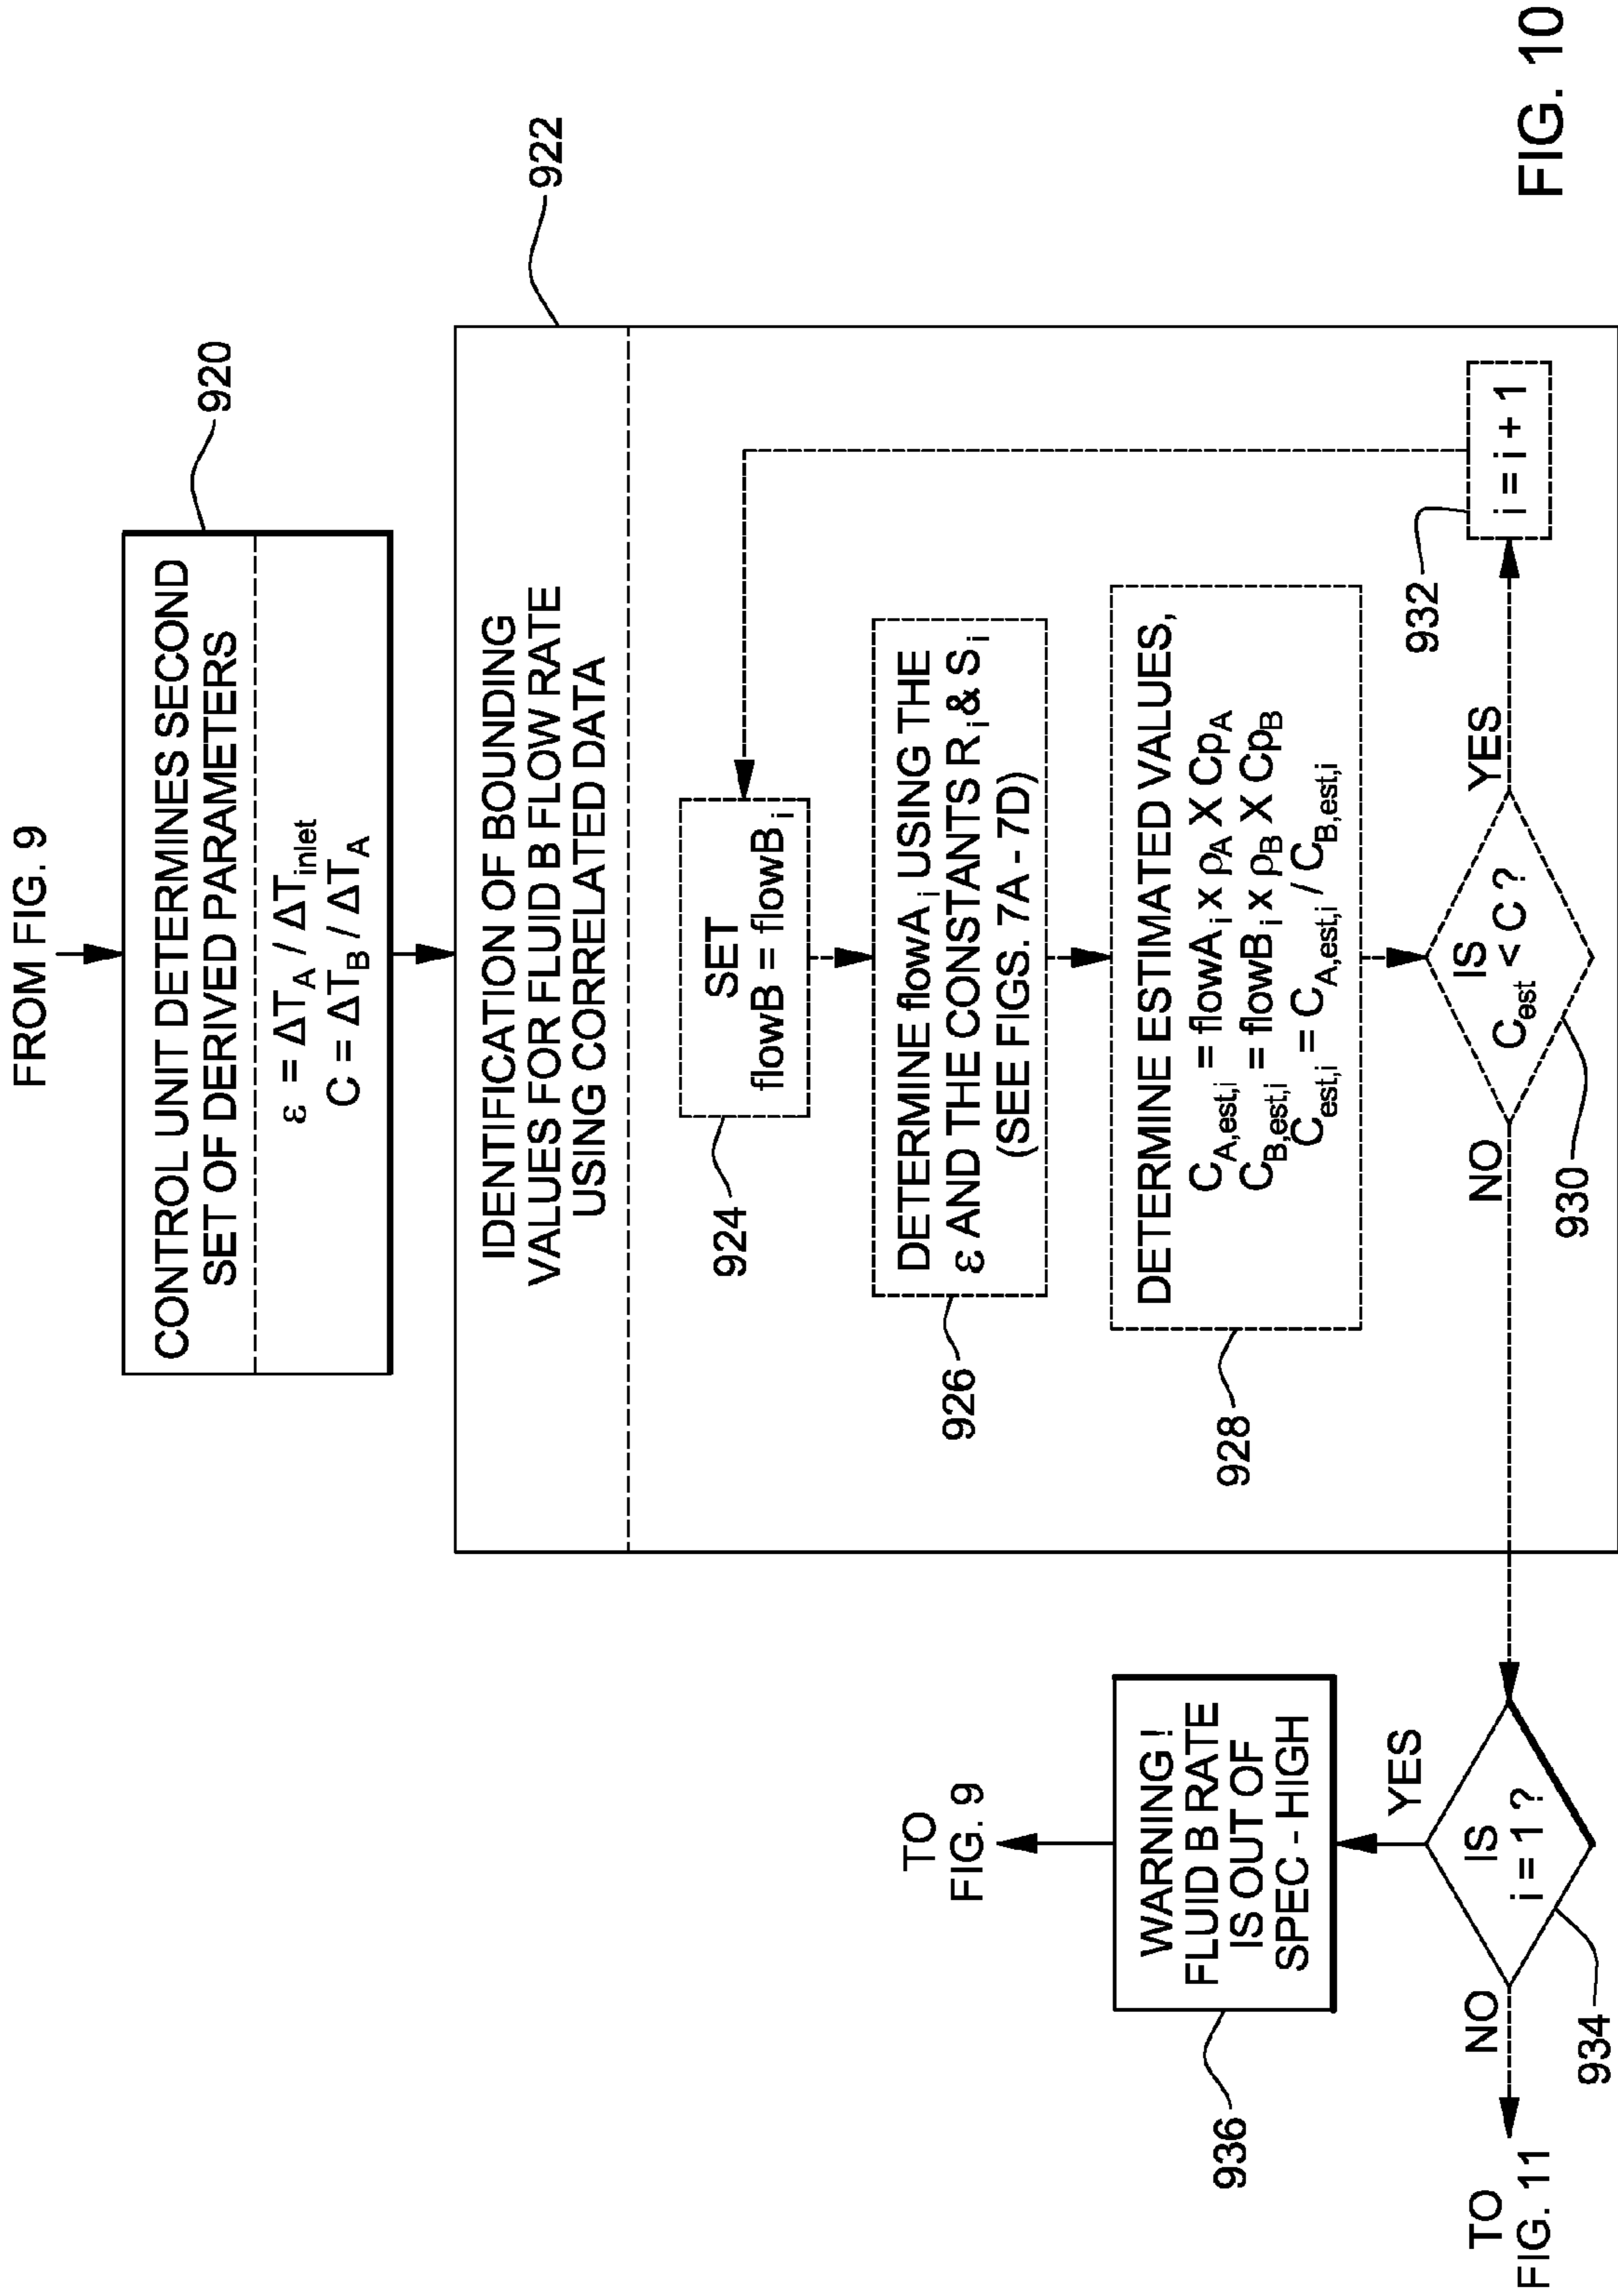 FROM FIG. 9
920
CONTROL UNIT DETERMINES SECOND
SET OF DERIVED PARAMETERS
ε = ΔT_A / ΔT_inlet
C = ΔT_B / ΔT_A
922
IDENTIFICATION OF BOUNDING
VALUES FOR FLUID B FLOW RATE
USING CORRELATED DATA
924
SET
flowB = flowB_i
926
DETERMINE flowA_i USING THE
ε AND THE CONSTANTS R_i & S_i
(SEE FIGS. 7A - 7D)
928
DETERMINE ESTIMATED VALUES,
C_A,est,i = flowA_i x ρ_A X Cp_A
C_B,est,i = flowB_i x ρ_B X Cp_B
C_est,i = C_A,est,i / C_B,est,i
930
IS
C_est < C ?
YES
NO
932
i = i + 1
934
IS
i = 1 ?
YES
NO
936
WARNING !
FLUID B RATE
IS OUT OF
SPEC - HIGH
TO
FIG. 9
TO
FIG. 11
FIG. 10